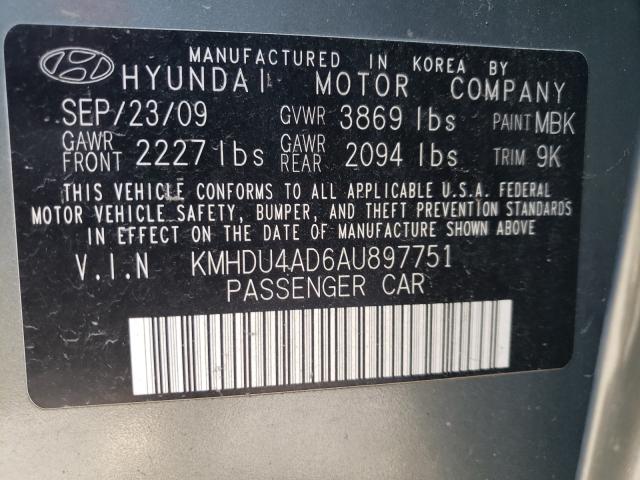 MANUFACTURED IN KOREA BY
HYUNDAI MOTOR COMPANY
SEP/23/09 GVWR 3869 lbs PAINT MBK
GAWR FRONT 2227 lbs GAWR REAR 2094 lbs TRIM 9K
THIS VEHICLE CONFORMS TO ALL APPLICABLE U.S.A. FEDERAL
MOTOR VEHICLE SAFETY, BUMPER, AND THEFT PREVENTION STANDARDS
IN EFFECT ON THE DATE OF MANUFACTURE SHOWN ABOVE.
V.I.N KMHDU4AD6AU897751
PASSENGER CAR